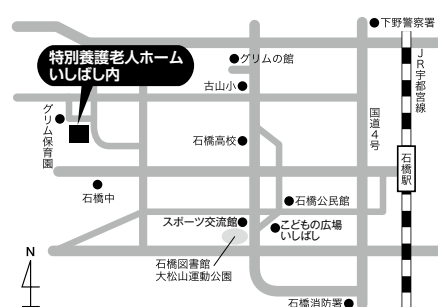 下野警察署
特別養護老人ホーム
いしばし内
グリムの館
JR宇都宮線
古山小
グリム保育園
国道4号
石橋高校
石橋駅
石橋中
石橋公民館
スポーツ交流館
こどもの広場
いしばし
石橋図書館
大松山運動公園
N
4
石橋消防署